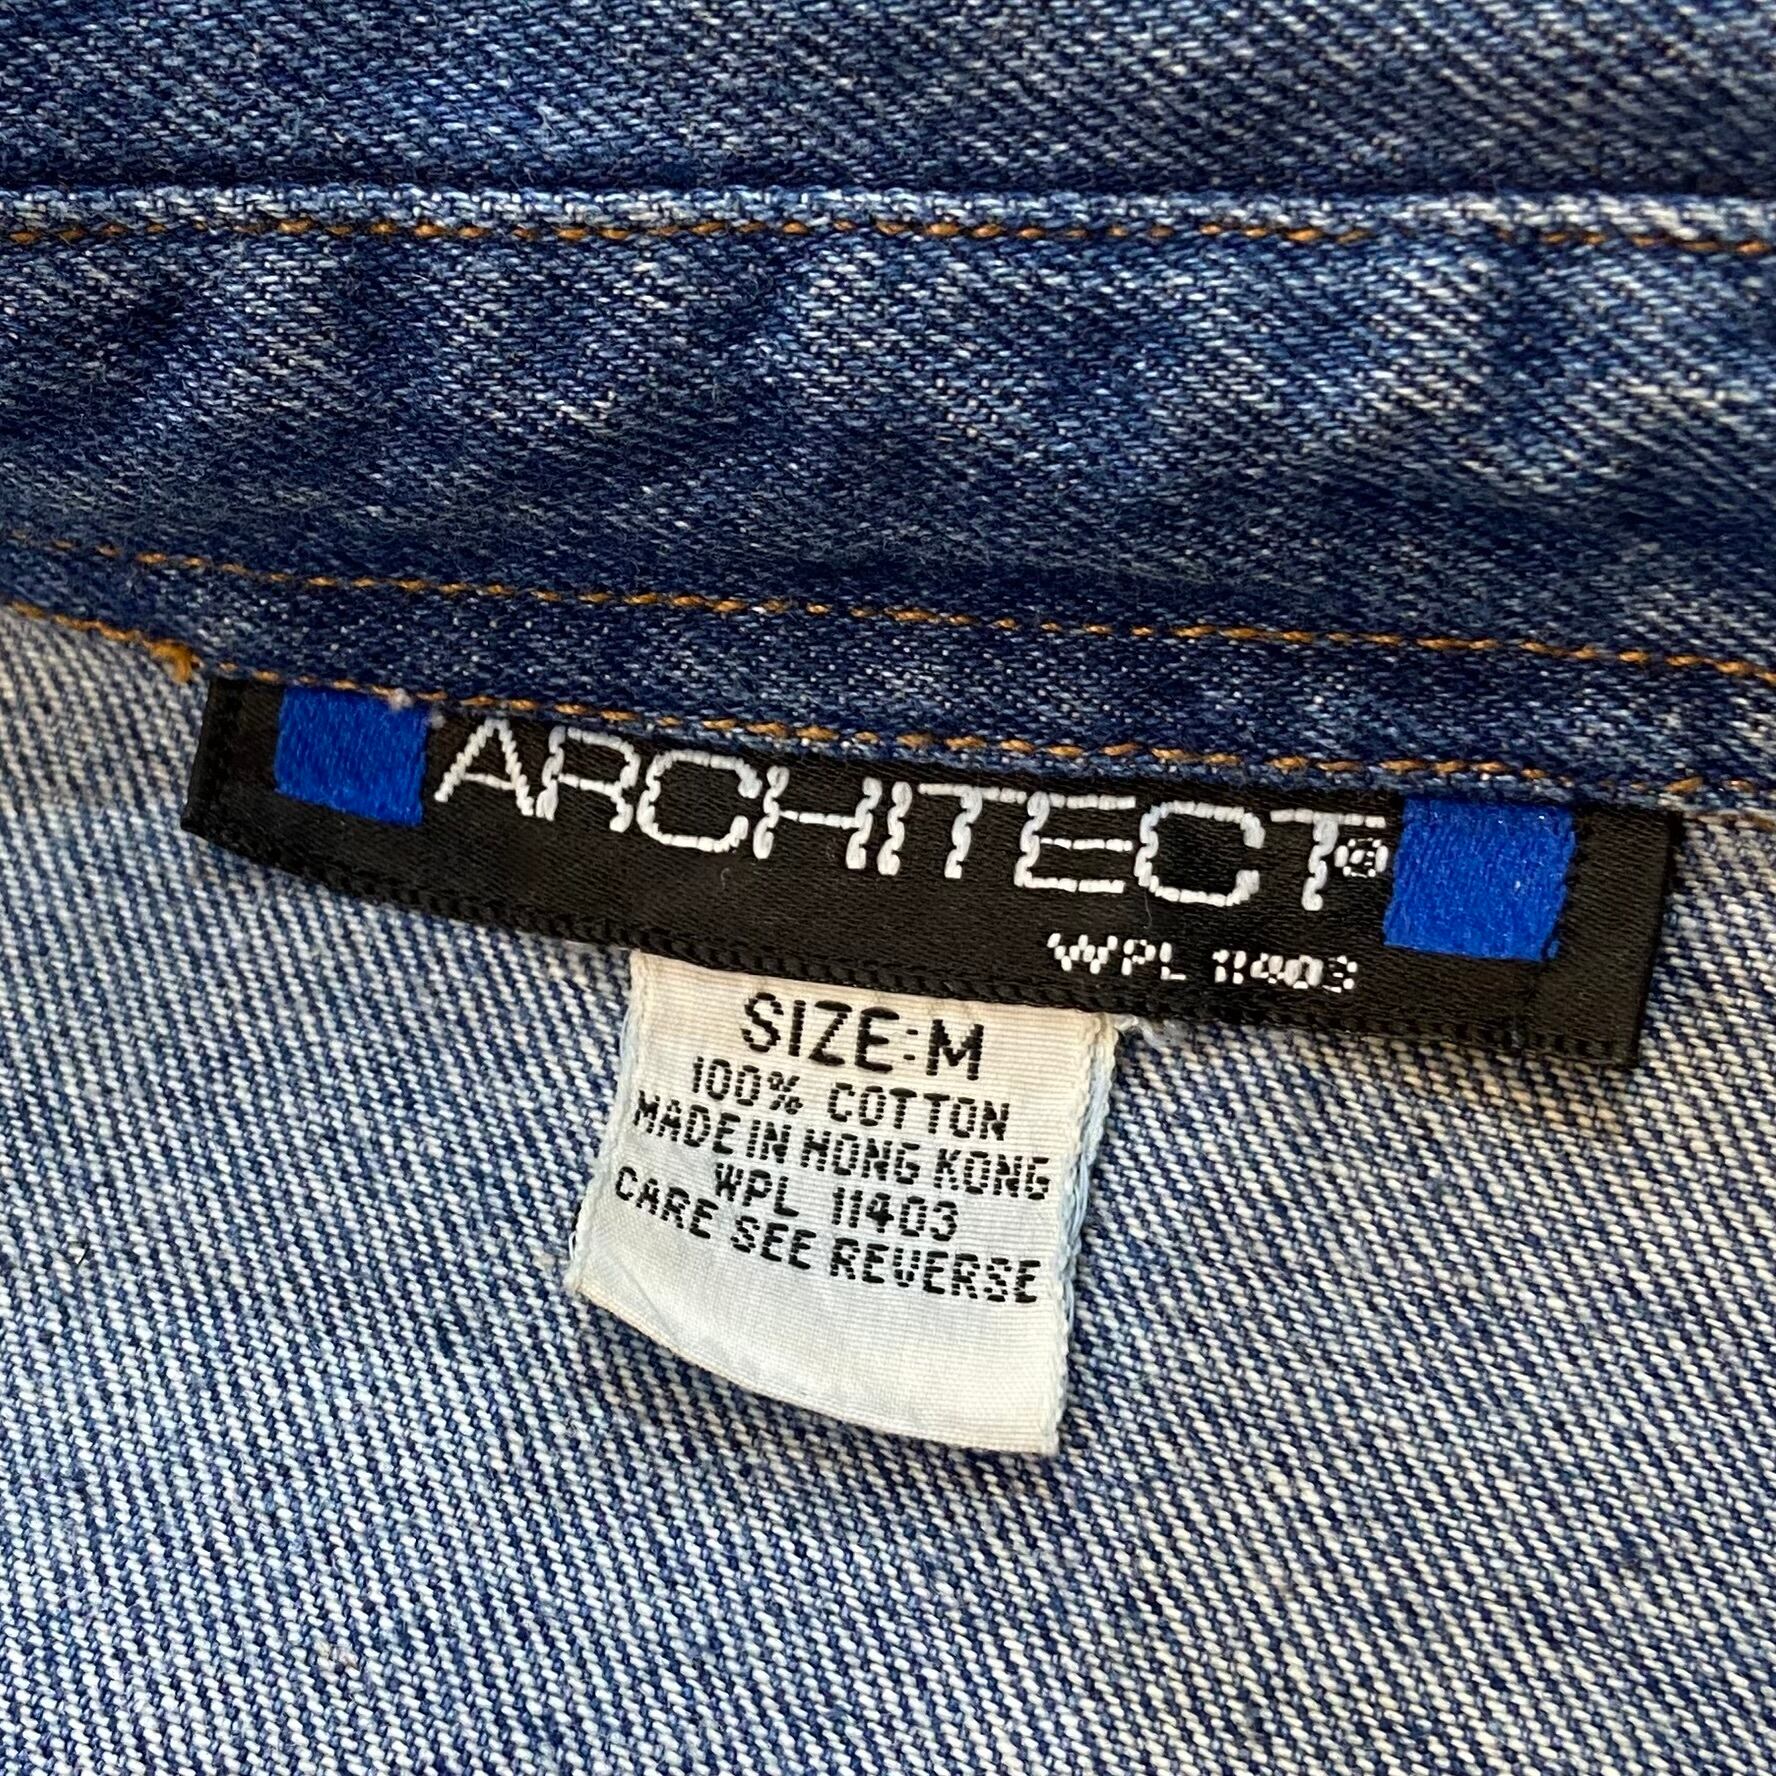 ARCHITECT®
WPL 11403
SIZE:M
100% COTTON
MADE IN HONG KONG
WPL 11403
CARE SEE REVERSE